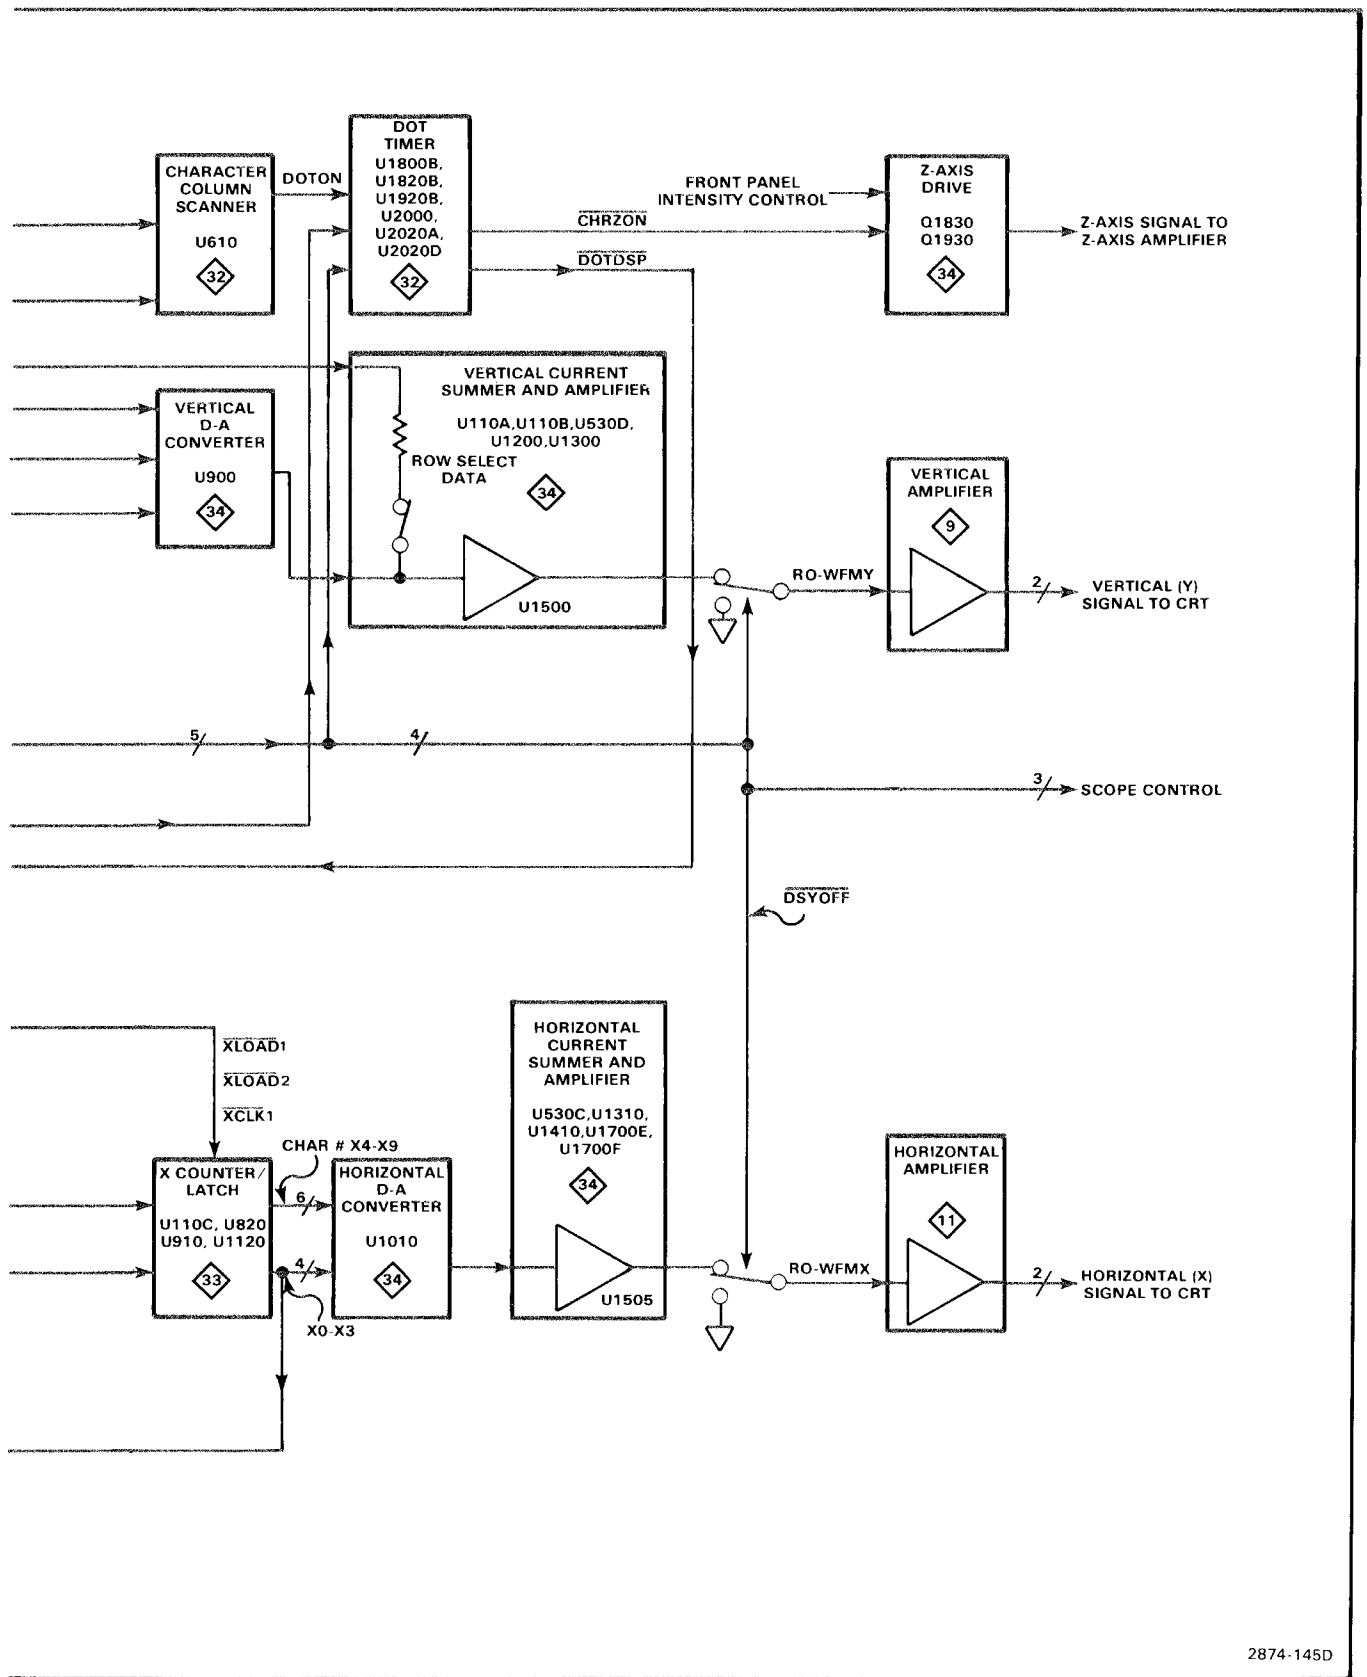 CHARACTER
COLUMN
SCANNER
U610
32
DOTON
DOT
TIMER
U1800B,
U1820B,
U1920B,
U2000,
U2020A,
U2020D
32
FRONT PANEL
INTENSITY CONTROL
CHRZON
DOTDSP
Z-AXIS
DRIVE
Q1830
Q1930
34
Z-AXIS SIGNAL TO
Z-AXIS AMPLIFIER
VERTICAL
D-A
CONVERTER
U900
34
VERTICAL CURRENT
SUMMER AND AMPLIFIER
U110A,U110B,U530D,
U1200,U1300
ROW SELECT
DATA
34
U1500
RO-WFMY
VERTICAL
AMPLIFIER
9
2
VERTICAL (Y)
SIGNAL TO CRT
5
4
3
SCOPE CONTROL
DSYOFF
XLOAD1
XLOAD2
XCLK1
CHAR # X4-X9
X COUNTER/
LATCH
U110C, U820
U910, U1120
33
6
4
X0-X3
HORIZONTAL
D-A
CONVERTER
U1010
34
HORIZONTAL
CURRENT
SUMMER AND
AMPLIFIER
U530C,U1310,
U1410,U1700E,
U1700F
34
U1505
RO-WFMX
HORIZONTAL
AMPLIFIER
11
2
HORIZONTAL (X)
SIGNAL TO CRT
2874-145D